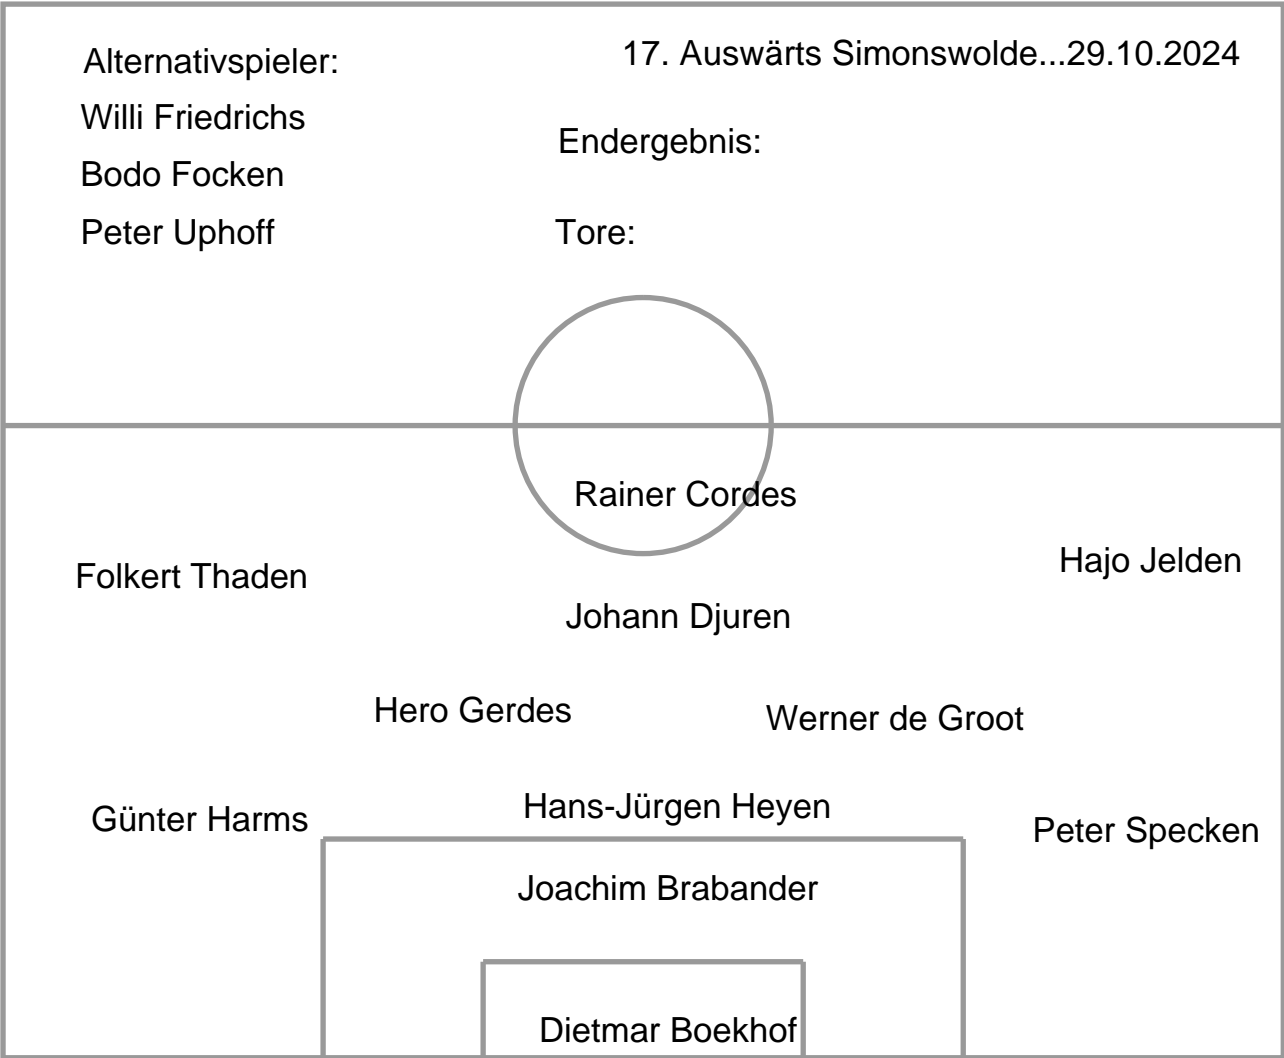 Alternativspieler:
Willi Friedrichs
Bodo Focken
Peter Uphoff
17. Auswärts Simonswolde...29.10.2024
Endergebnis:
Tore:
Rainer Cordes
Folkert Thaden
Hajo Jelden
Johann Djuren
Hero Gerdes
Werner de Groot
Günter Harms
Hans-Jürgen Heyen
Peter Specken
Joachim Brabander
Dietmar Boekhof